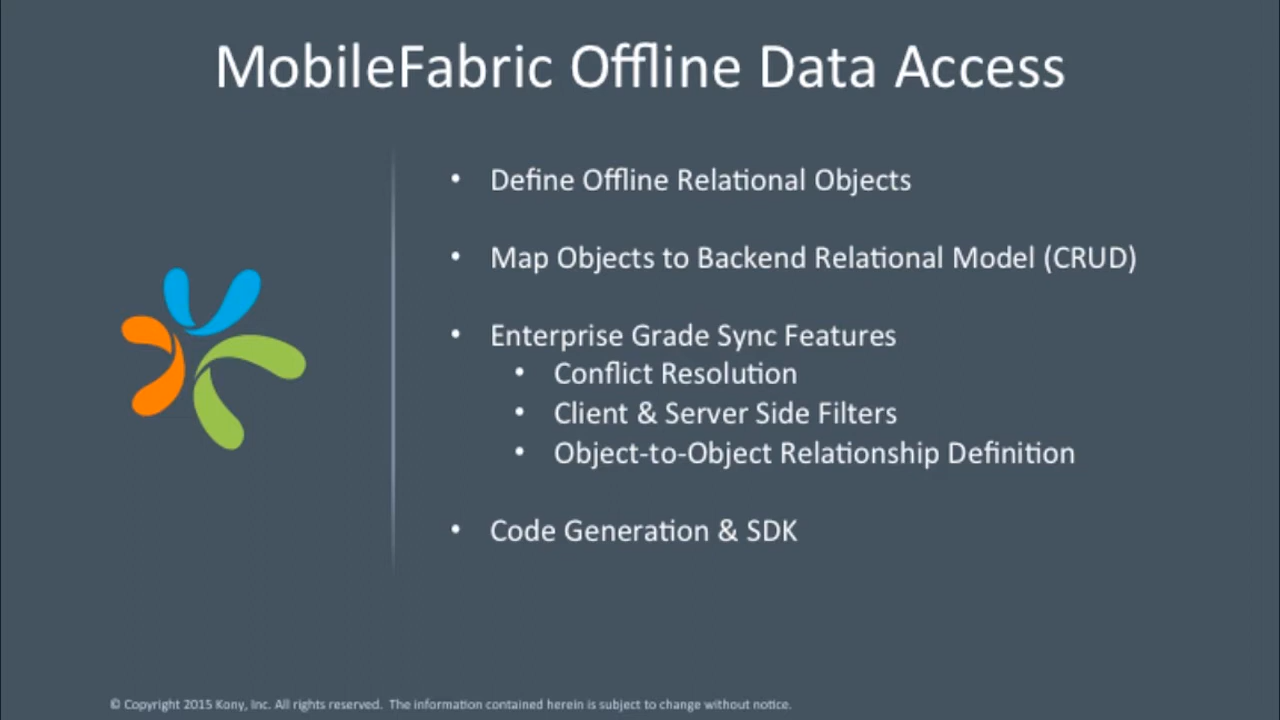 MobileFabric Offline Data Access
• Define Offline Relational Objects
• Map Objects to Backend Relational Model (CRUD)
• Enterprise Grade Sync Features
• Conflict Resolution
• Client & Server Side Filters
• Object-to-Object Relationship Definition
• Code Generation & SDK
© Copyright 2015 Kony, Inc. All rights reserved. The information contained herein is subject to change without notice.